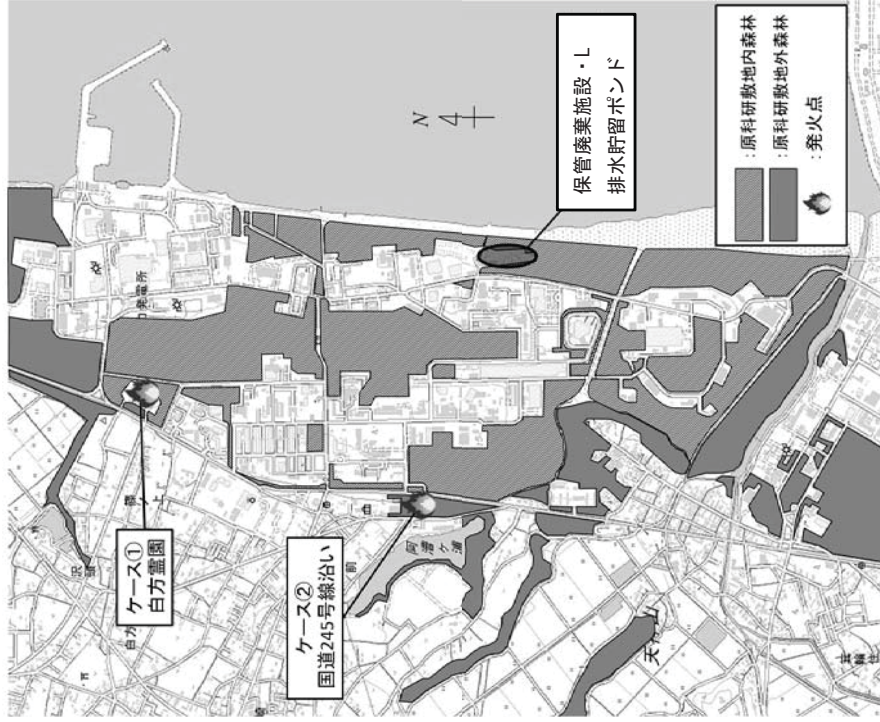 N
保管廃棄施設・L
排水貯留ポンド
：原科研敷地内森林
：原科研敷地外森林
：発火点
ケース①
白方霊園
ケース②
国道245号線沿い
阿漕ケ浦
天神山